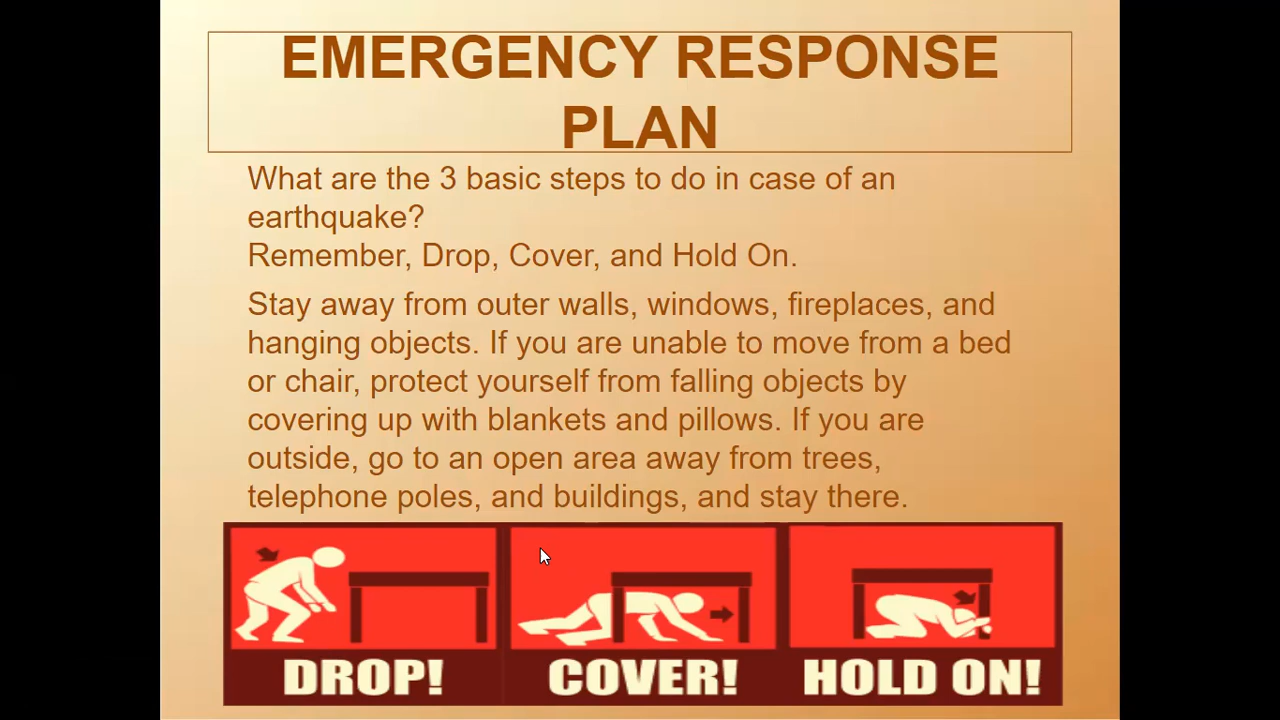 EMERGENCY RESPONSE
PLAN
What are the 3 basic steps to do in case of an
earthquake?
Remember, Drop, Cover, and Hold On.
Stay away from outer walls, windows, fireplaces, and
hanging objects. If you are unable to move from a bed
or chair, protect yourself from falling objects by
covering up with blankets and pillows. If you are
outside, go to an open area away from trees,
telephone poles, and buildings, and stay there.
DROP! COVER! HOLD ON!